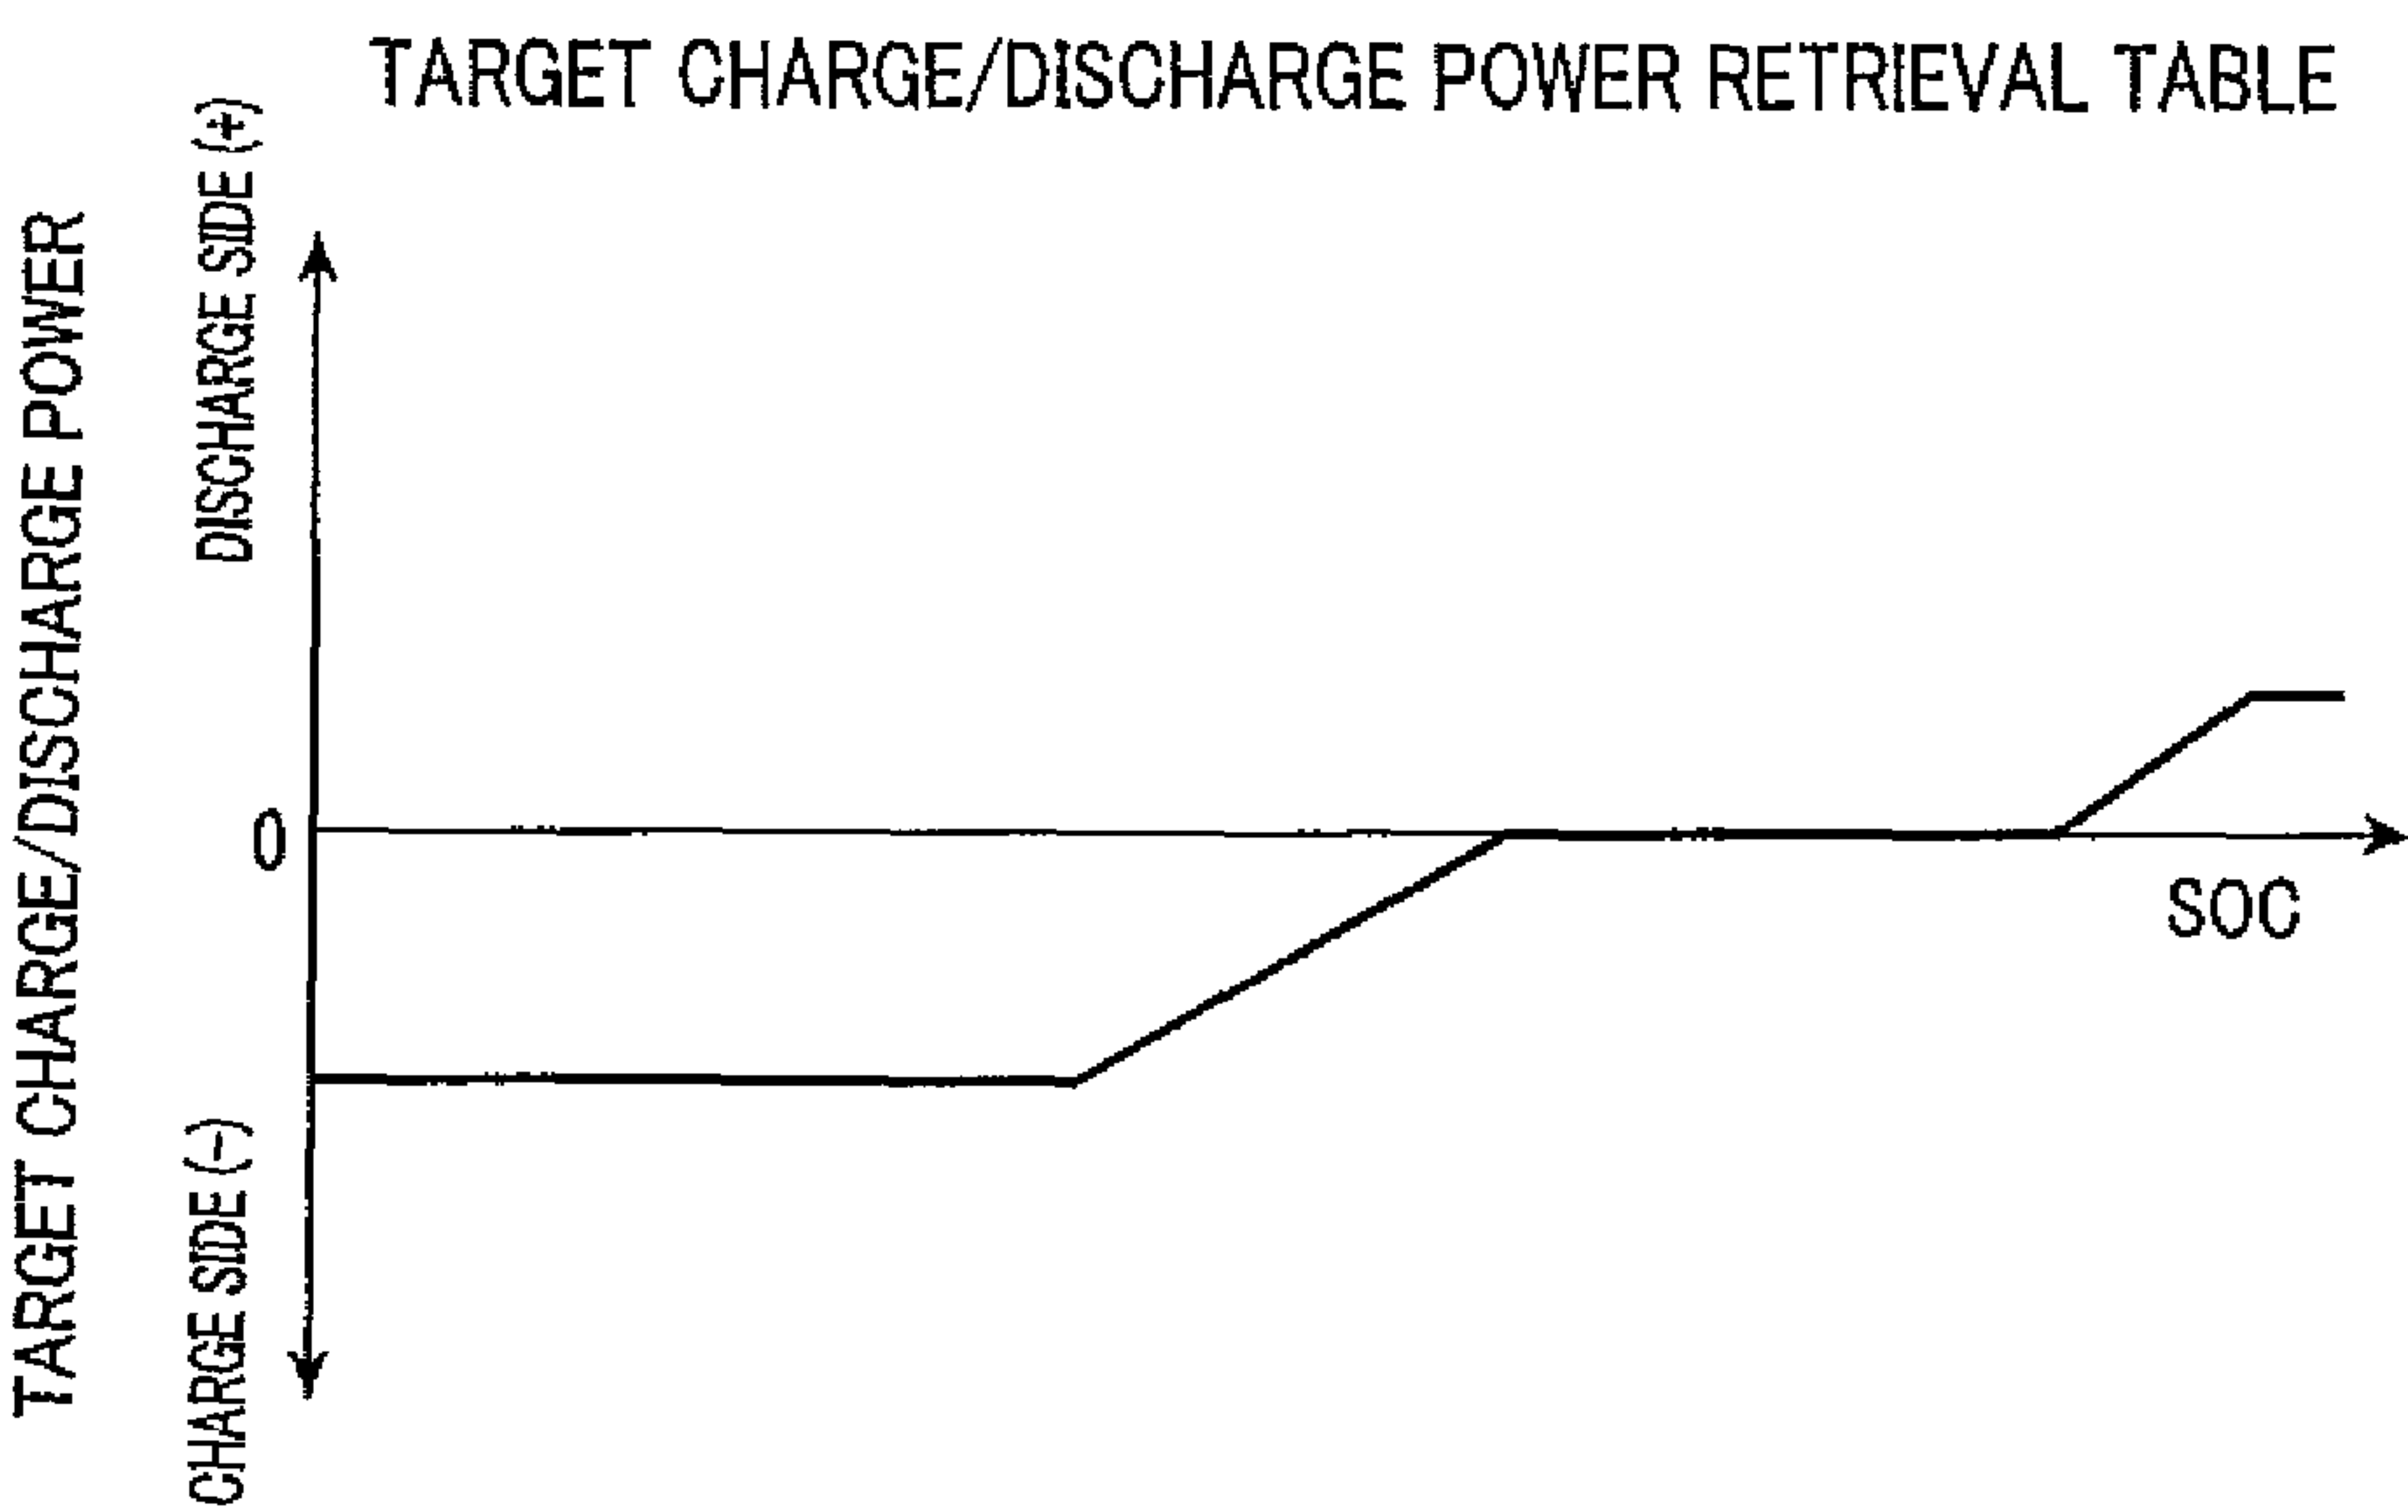 TARGET CHARGE/DISCHARGE POWER RETRIEVAL TABLE
TARGET CHARGE/DISCHARGE POWER
DISCHARGE SIDE (+)
0
CHARGE SIDE (-)
SOC